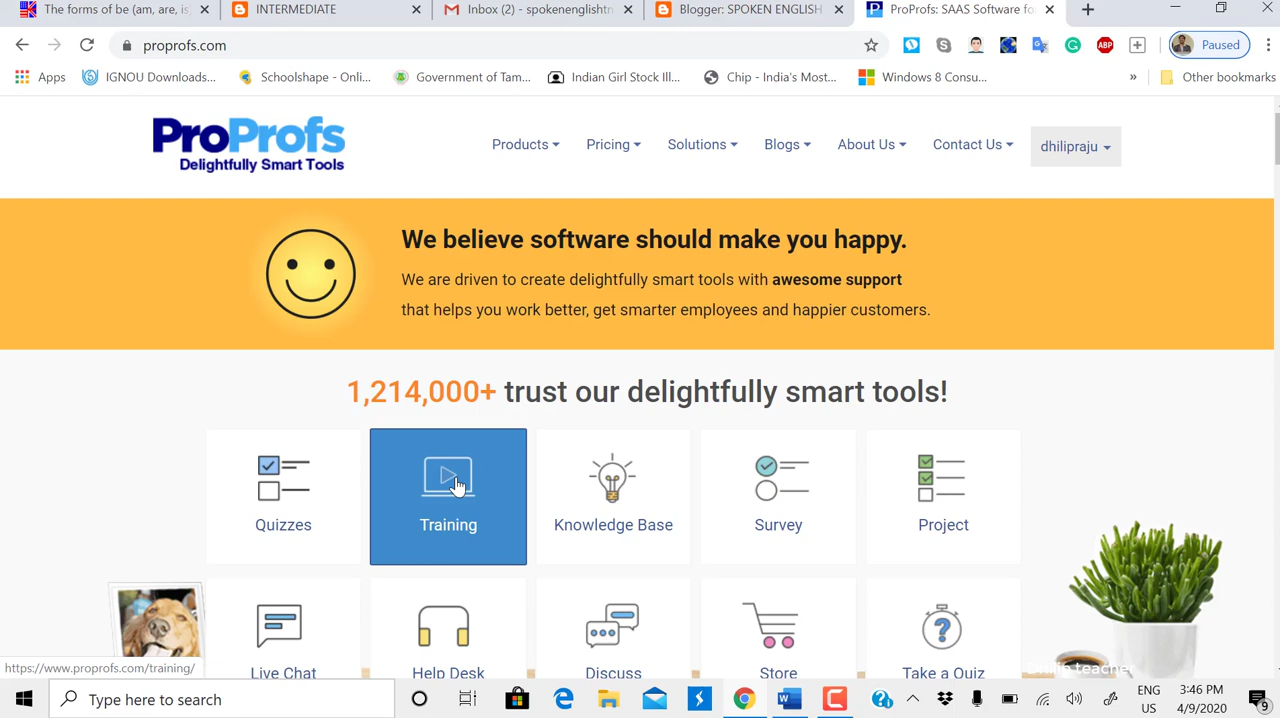 The forms of be (am, are, is,
INTERMEDIATE
Inbox (2) - spokenenglishtr
Blogger: SPOKEN ENGLISH
ProProfs: SAAS Software fo
proprofs.com
ABP
Paused
Apps
IGNOU Downloads...
Schoolshape - Onli...
Government of Tam...
Indian Girl Stock Ill...
Chip - India's Most...
Windows 8 Consu...
»
Other bookmarks
ProProfs
Delightfully Smart Tools
Products
Pricing
Solutions
Blogs
About Us
Contact Us
dhilipraju
We believe software should make you happy.
We are driven to create delightfully smart tools with awesome support
that helps you work better, get smarter employees and happier customers.
1,214,000+ trust our delightfully smart tools!
Quizzes
Training
Knowledge Base
Survey
Project
Live Chat
Help Desk
Discuss
Store
Take a Quiz
https://www.proprofs.com/training/
Dhilip teacher
Type here to search
ENG
US
3:46 PM
4/9/2020
9